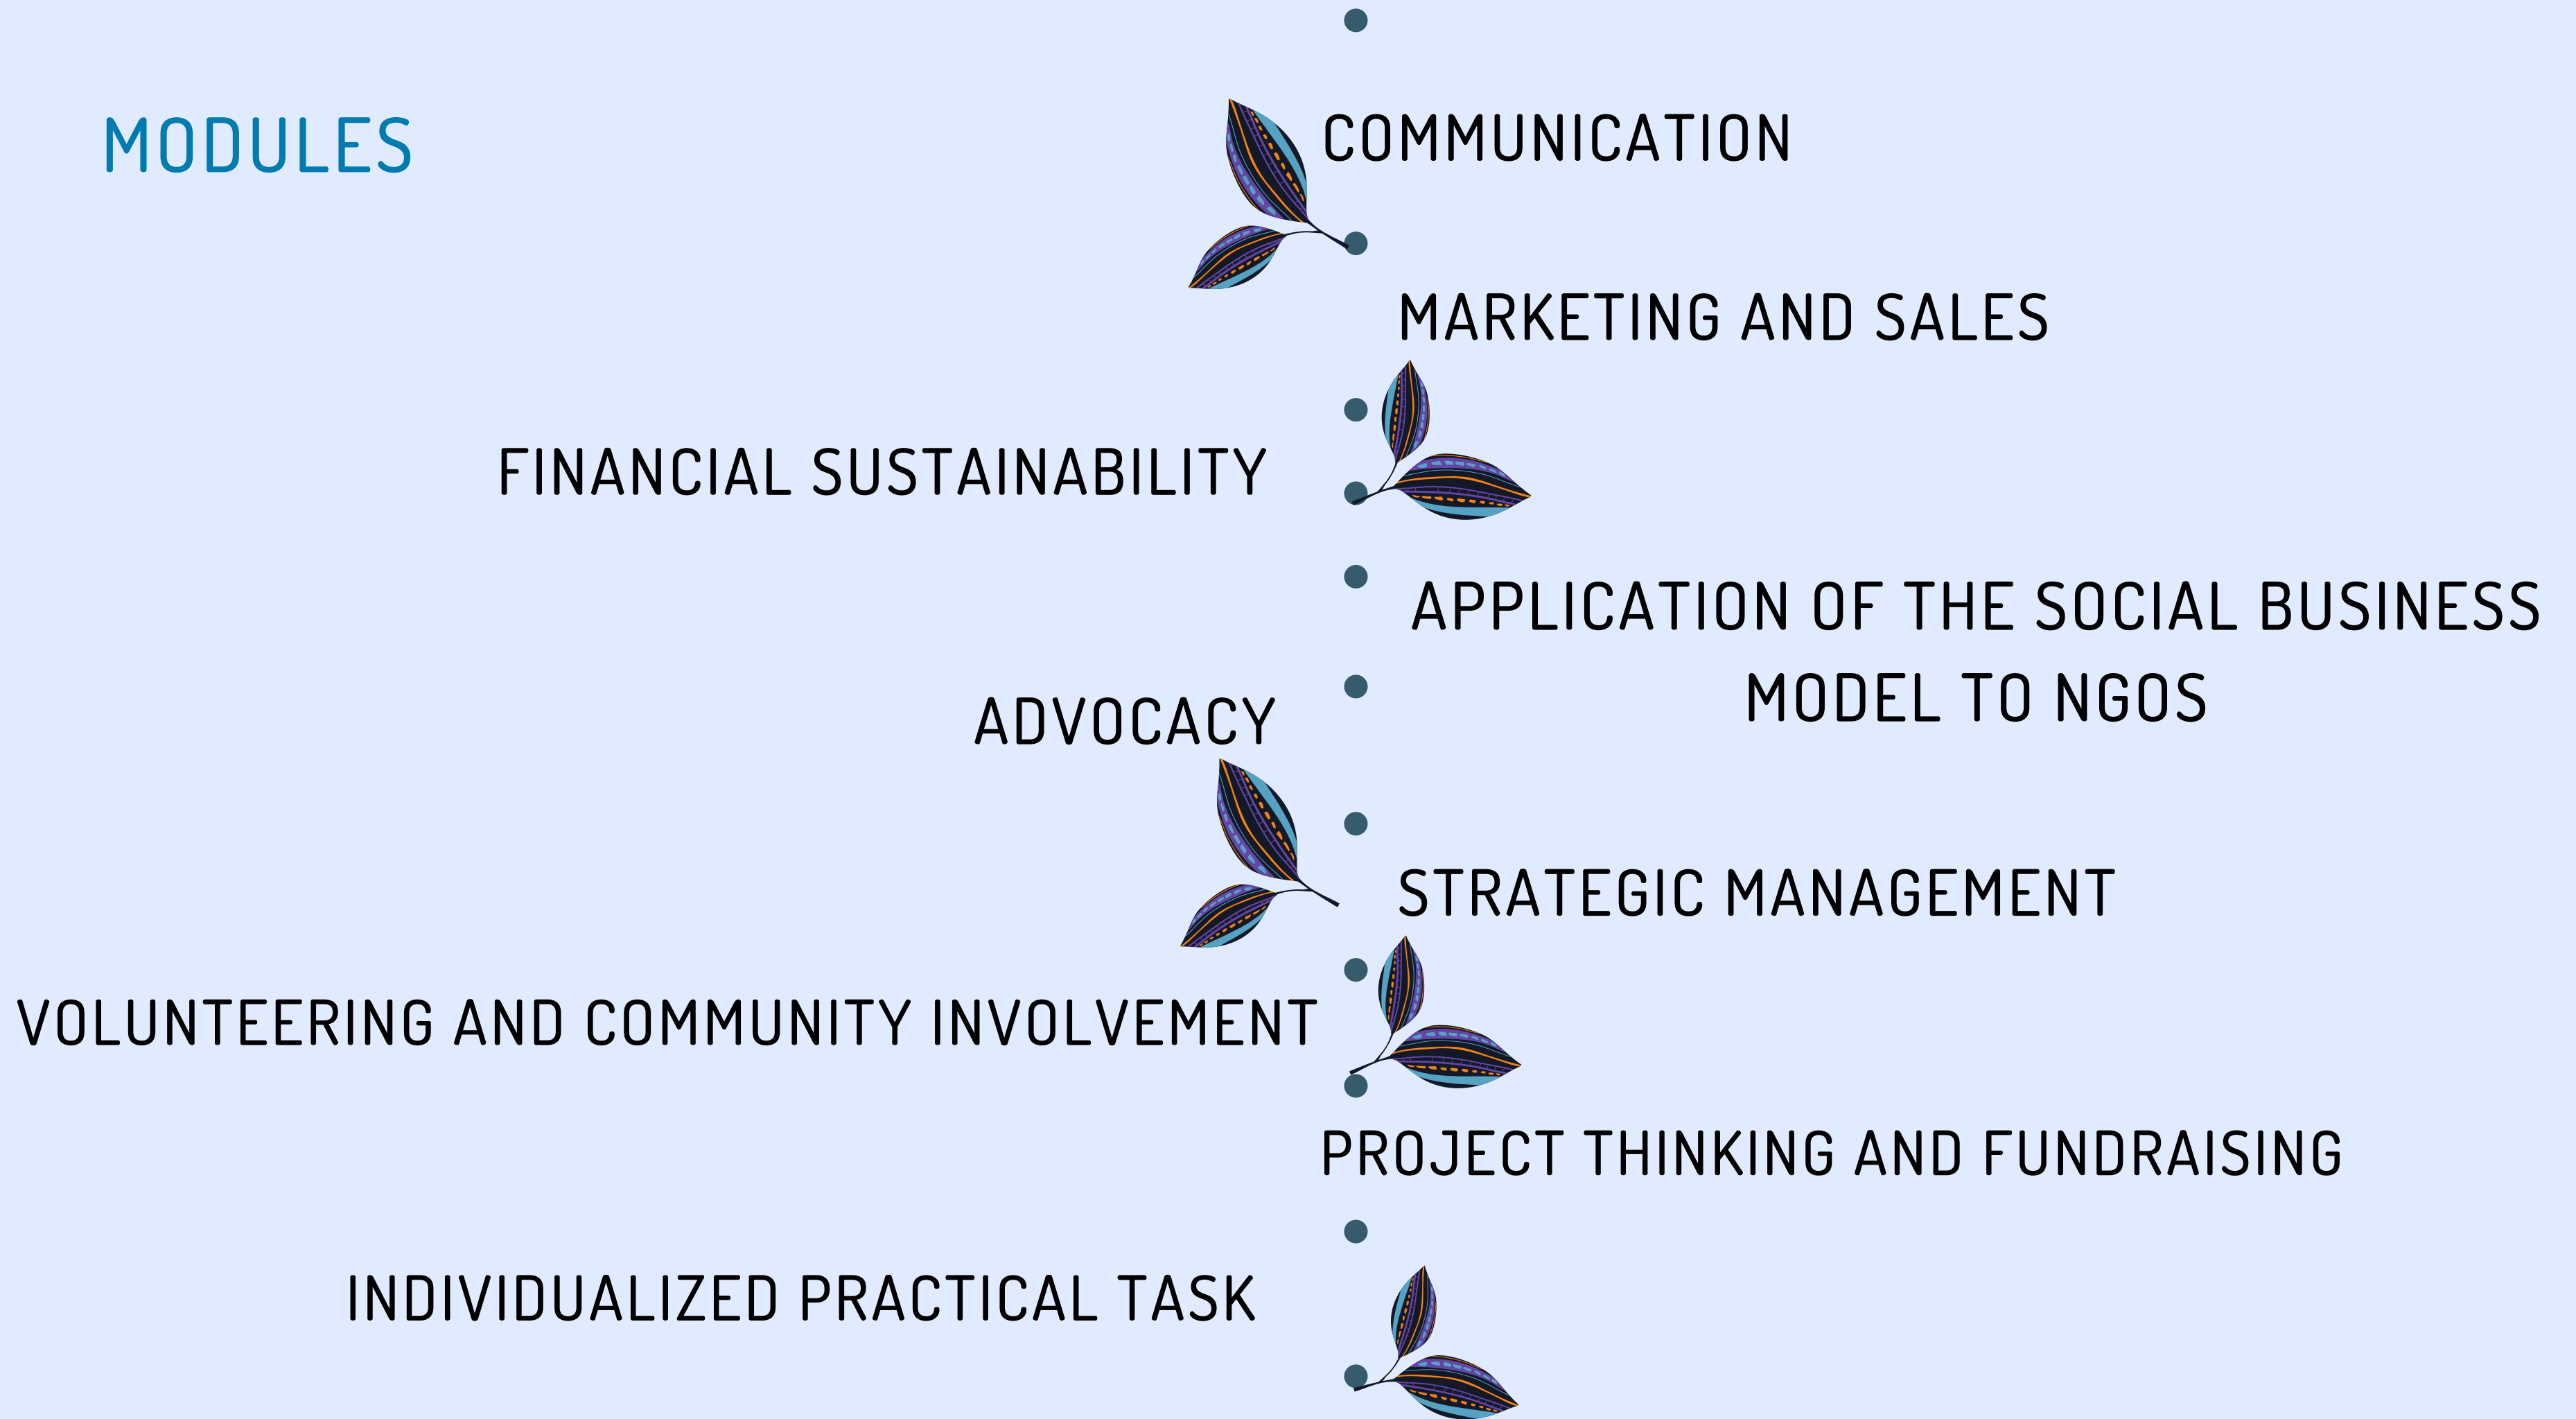 MODULES
COMMUNICATION
MARKETING AND SALES
FINANCIAL SUSTAINABILITY
APPLICATION OF THE SOCIAL BUSINESS
MODEL TO NGOS
ADVOCACY
STRATEGIC MANAGEMENT
VOLUNTEERING AND COMMUNITY INVOLVEMENT
PROJECT THINKING AND FUNDRAISING
INDIVIDUALIZED PRACTICAL TASK